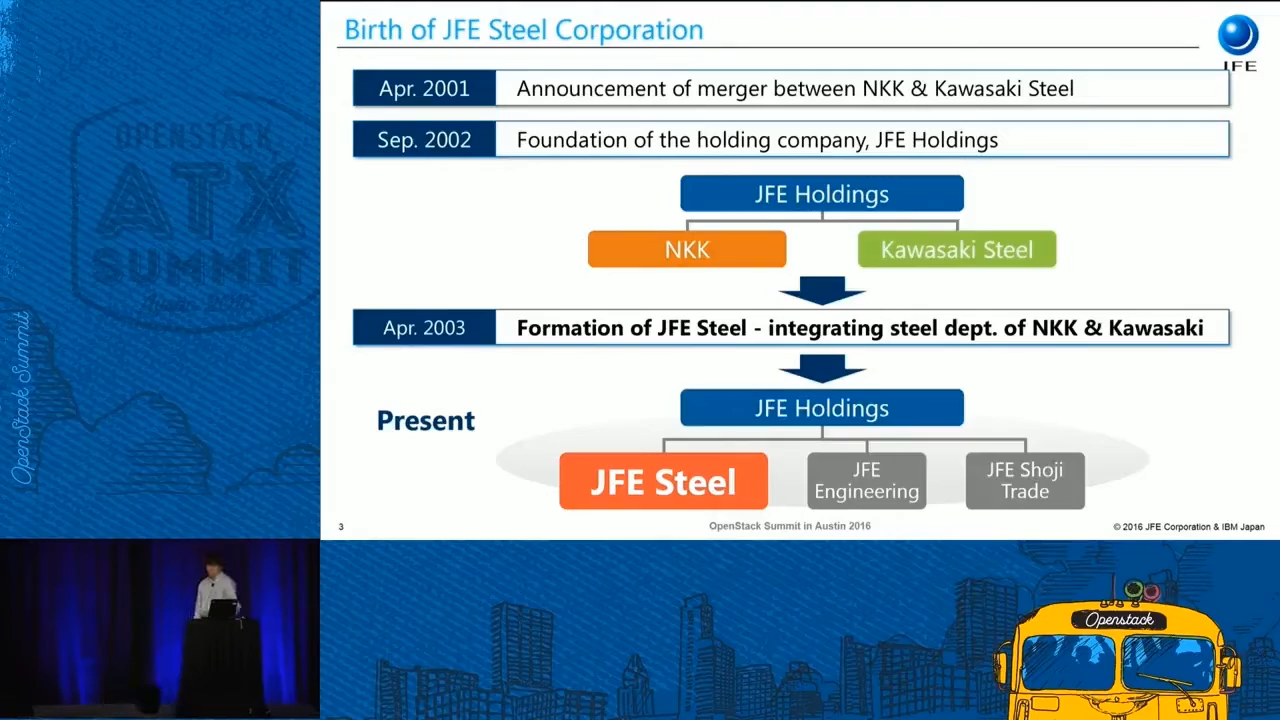 Birth of JFE Steel Corporation
JFE
Apr. 2001 Announcement of merger between NKK & Kawasaki Steel
Sep. 2002 Foundation of the holding company, JFE Holdings
JFE Holdings
NKK Kawasaki Steel
Apr. 2003 Formation of JFE Steel - integrating steel dept. of NKK & Kawasaki
Present
JFE Holdings
JFE Steel
JFE
Engineering
JFE Shoji
Trade
3 OpenStack Summit in Austin 2016 © 2016 JFE Corporation & IBM Japan
OPENSTACK
ATX
SUMMIT
Austin 2016
OpenStack Summit
Openstack